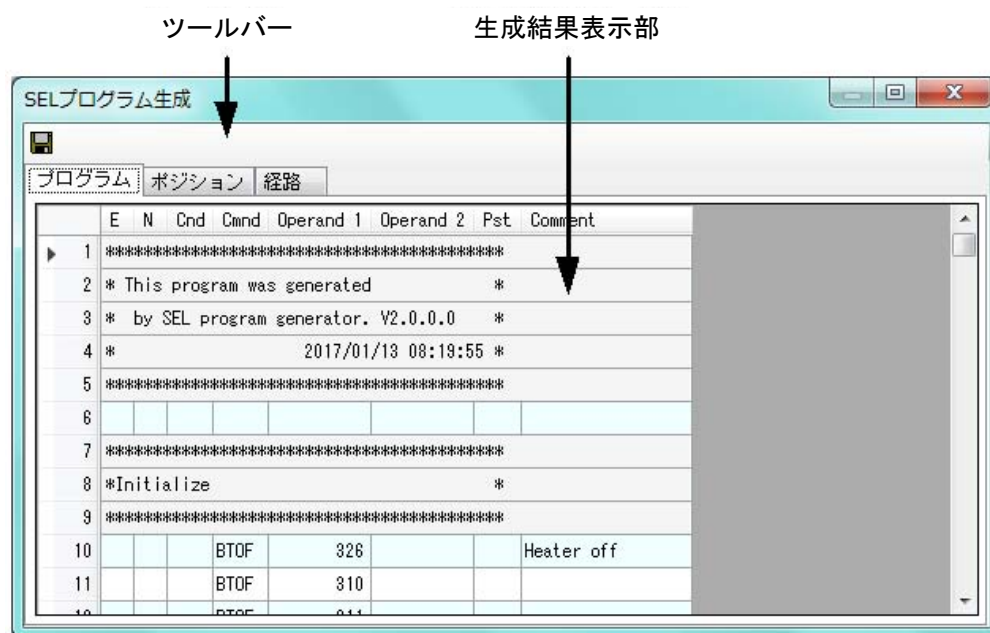 ツールバー 生成結果表示部
SELプログラム生成
プログラム ポジション 経路
E N Cnd Cmnd Operand 1 Operand 2 Pst Comment
1 *******************************************
2 * This program was generated *
3 * by SEL program generator. V2.0.0.0 *
4 * 2017/01/13 08:19:55 *
5 *******************************************
6
7 *******************************************
8 *Initialize *
9 *******************************************
10 BTOF 326 Heater off
11 BTOF 310